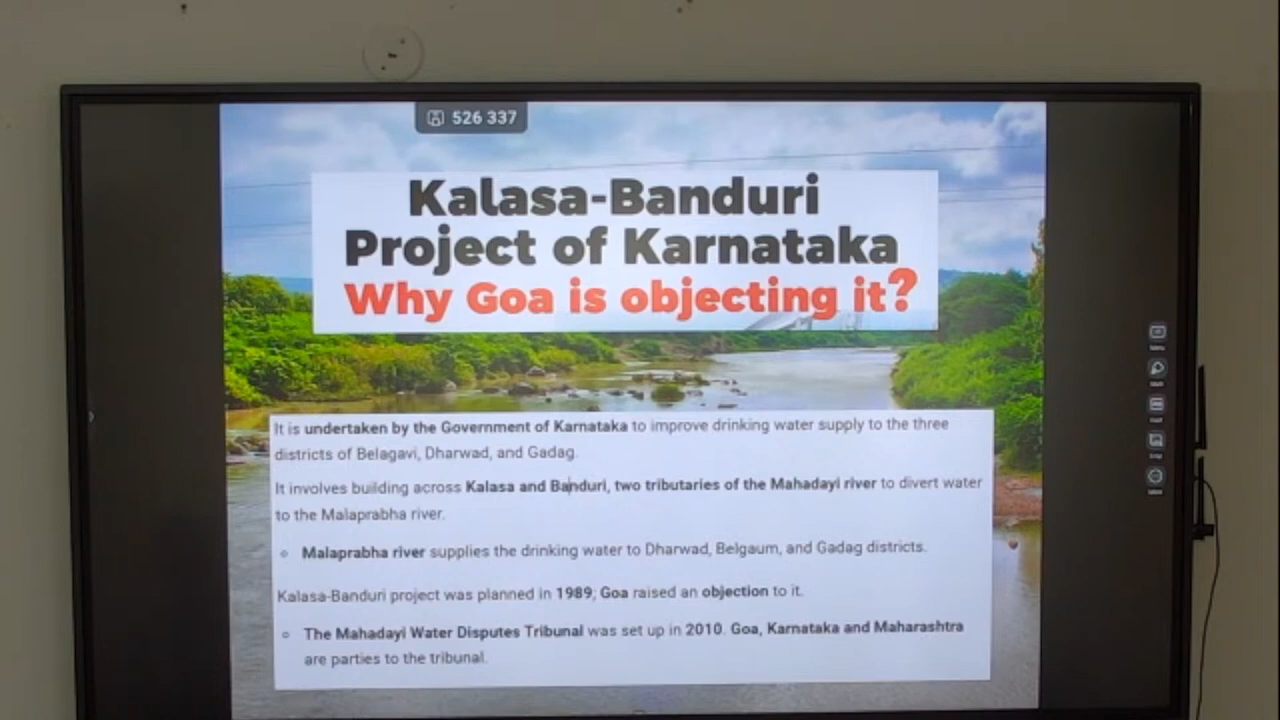 526 337
Kalasa-Banduri
Project of Karnataka
Why Goa is objecting it?
It is undertaken by the Government of Karnataka to improve drinking water supply to the three
districts of Belagavi, Dharwad, and Gadag.
It involves building across Kalasa and Banduri, two tributaries of the Mahadayi river to divert water
to the Malaprabha river.
Malaprabha river supplies the drinking water to Dharwad, Belgaum, and Gadag districts.
Kalasa-Banduri project was planned in 1989; Goa raised an objection to it.
The Mahadayi Water Disputes Tribunal was set up in 2010. Goa, Karnataka and Maharashtra
are parties to the tribunal.